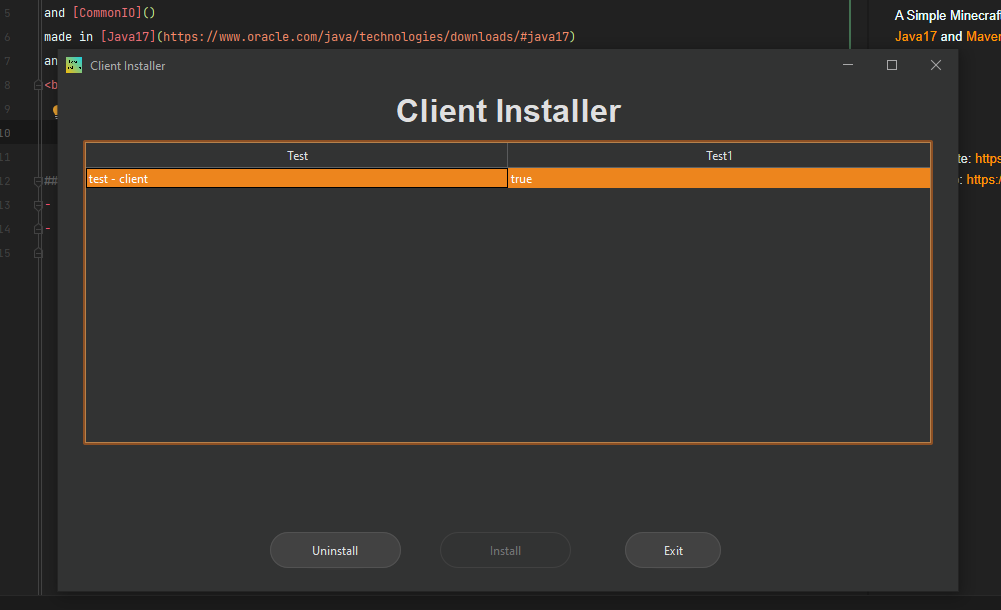 5
and [CommonIO]()
6
made in [Java17](https://www.oracle.com/java/technologies/downloads/#java17)
7
an
8
<b
9
10
11
12
##
13
-
14
-
15
A Simple Minecraf
Java17 and Maven
te: https
: https:/
Client Installer
Client Installer
Test Test1
test - client true
Uninstall Install Exit